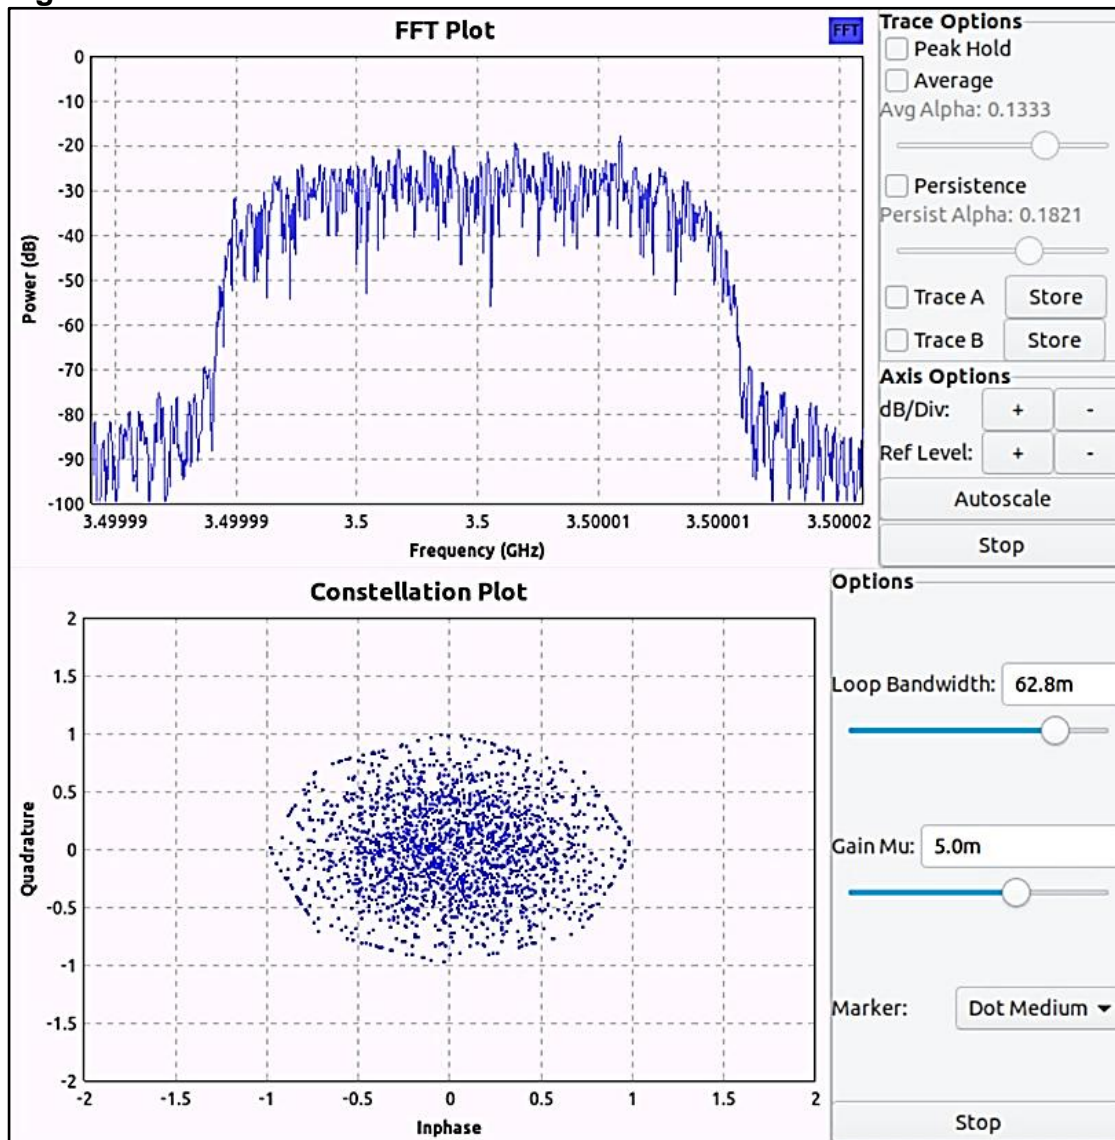 FFT Plot
FFT
0
-10
-20
-30
-40
-50
-60
-70
-80
-90
-100
Power (dB)
3.49999 3.49999 3.5 3.5 3.50001 3.50001 3.50002
Frequency (GHz)
Trace Options
Peak Hold
Average
Avg Alpha: 0.1333
Persistence
Persist Alpha: 0.1821
Trace A Store
Trace B Store
Axis Options
dB/Div: + -
Ref Level: + -
Autoscale
Stop
Constellation Plot
2
1.5
1
0.5
0
-0.5
-1
-1.5
-2
Quadrature
-2 -1.5 -1 -0.5 0 0.5 1 1.5 2
Inphase
Options
Loop Bandwidth: 62.8m
Gain Mu: 5.0m
Marker: Dot Medium
Stop